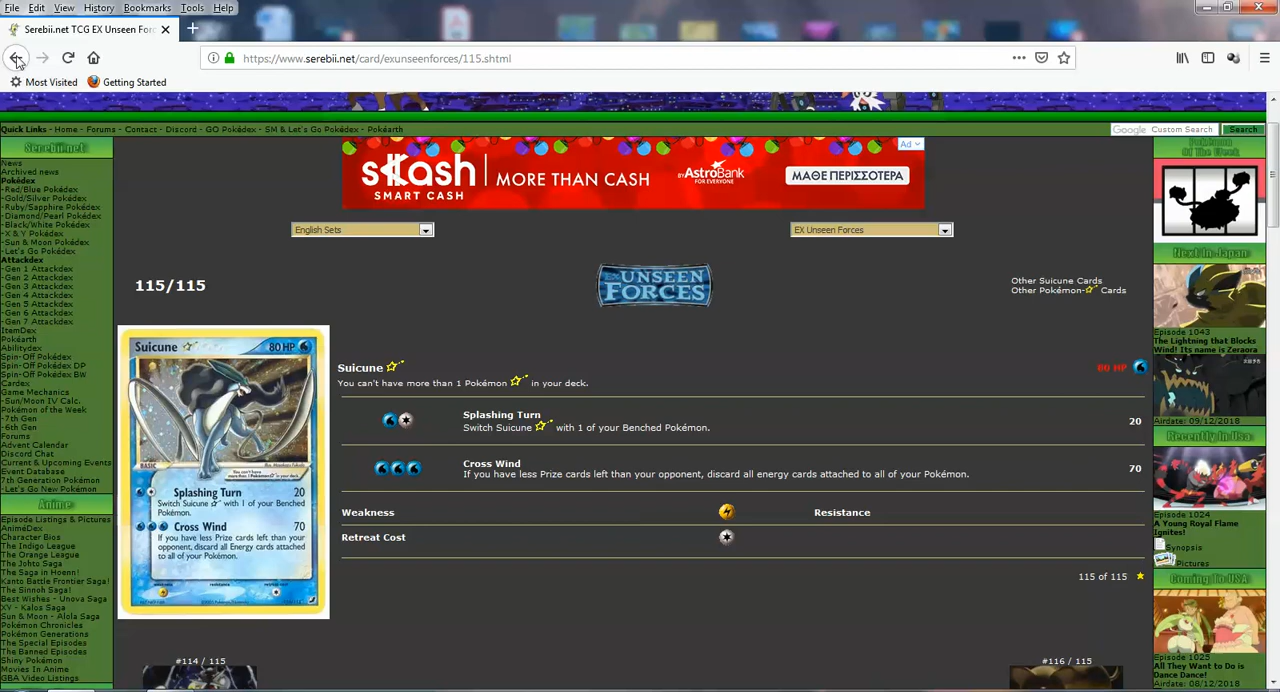 File Edit View History Bookmarks Tools Help
Serebii.net TCG EX Unseen For
https://www.serebii.net/card/exunseenforces/115.shtml
Most Visited Getting Started
Quick Links - Home - Forums - Contact - Discord - GO Pokédex - SM & Let's Go Pokédex - Pokéarth
Google Custom Search Search
Serebii.net
News
Archived news
Pokédex
-Red/Blue Pokédex
-Gold/Silver Pokédex
-Ruby/Sapphire Pokédex
-Diamond/Pearl Pokédex
-Black/White Pokédex
-X & Y Pokédex
-Sun & Moon Pokédex
-Let's Go Pokédex
Attackdex
-Gen 1 Attackdex
-Gen 2 Attackdex
-Gen 3 Attackdex
-Gen 4 Attackdex
-Gen 5 Attackdex
-Gen 6 Attackdex
-Gen 7 Attackdex
ItemDex
Pokéarth
Abilitydex
Spin-Off Pokédex
Spin-Off Pokédex DP
Spin-Off Pokédex BW
Cardex
Game Mechanics
-Sun/Moon IV Calc.
Pokémon of the Week
-7th Gen
-6th Gen
Forums
Advent Calendar
Discord Chat
Current & Upcoming Events
Event Database
7th Generation Pokémon
-Let's Go New Pokémon
Anime
Episode Listings & Pictures
AniméDex
Character Bios
The Indigo League
The Orange League
The Johto Saga
The Saga in Hoenn!
Kanto Battle Frontier Saga!
The Sinnoh Saga!
Best Wishes - Unova Saga
XY - Kalos Saga
Sun & Moon - Alola Saga
Pokémon Chronicles
Pokémon Generations
The Special Episodes
The Banned Episodes
Shiny Pokémon
Movies In Anime
GBA Video Listings
Ad
skash
SMART CASH
MORE THAN CASH
BY AstroBank
FOR EVERYONE
ΜΑΘΕ ΠΕΡΙΣΣΟΤΕΡΑ
English Sets
EX Unseen Forces
115/115
EX UNSEEN
FORCES
Other Suicune Cards
Other Pokémon- Cards
Suicune 80 HP
BASIC
Splashing Turn 20
Switch Suicune with 1 of your Benched
Pokémon.
Cross Wind 70
If you have less Prize cards left than your
opponent, discard all Energy cards attached
to all of your Pokémon.
Suicune 80 HP
You can't have more than 1 Pokémon in your deck.
Splashing Turn
Switch Suicune with 1 of your Benched Pokémon. 20
Cross Wind
If you have less Prize cards left than your opponent, discard all energy cards attached to all of your Pokémon. 70
Weakness Resistance
Retreat Cost
115 of 115
#114 / 115
#116 / 115
Pokémon
Of The Week
Next In Japan
Episode 1043
The Lightning that Blocks
Wind! Its name is Zeraora
Airdate: 09/12/2018
Recently In Usa
Episode 1024
A Young Royal Flame
Ignites!
Synopsis
Pictures
Coming To USA
Episode 1025
All They Want to Do is
Dance Dance!
Airdate: 08/12/2018